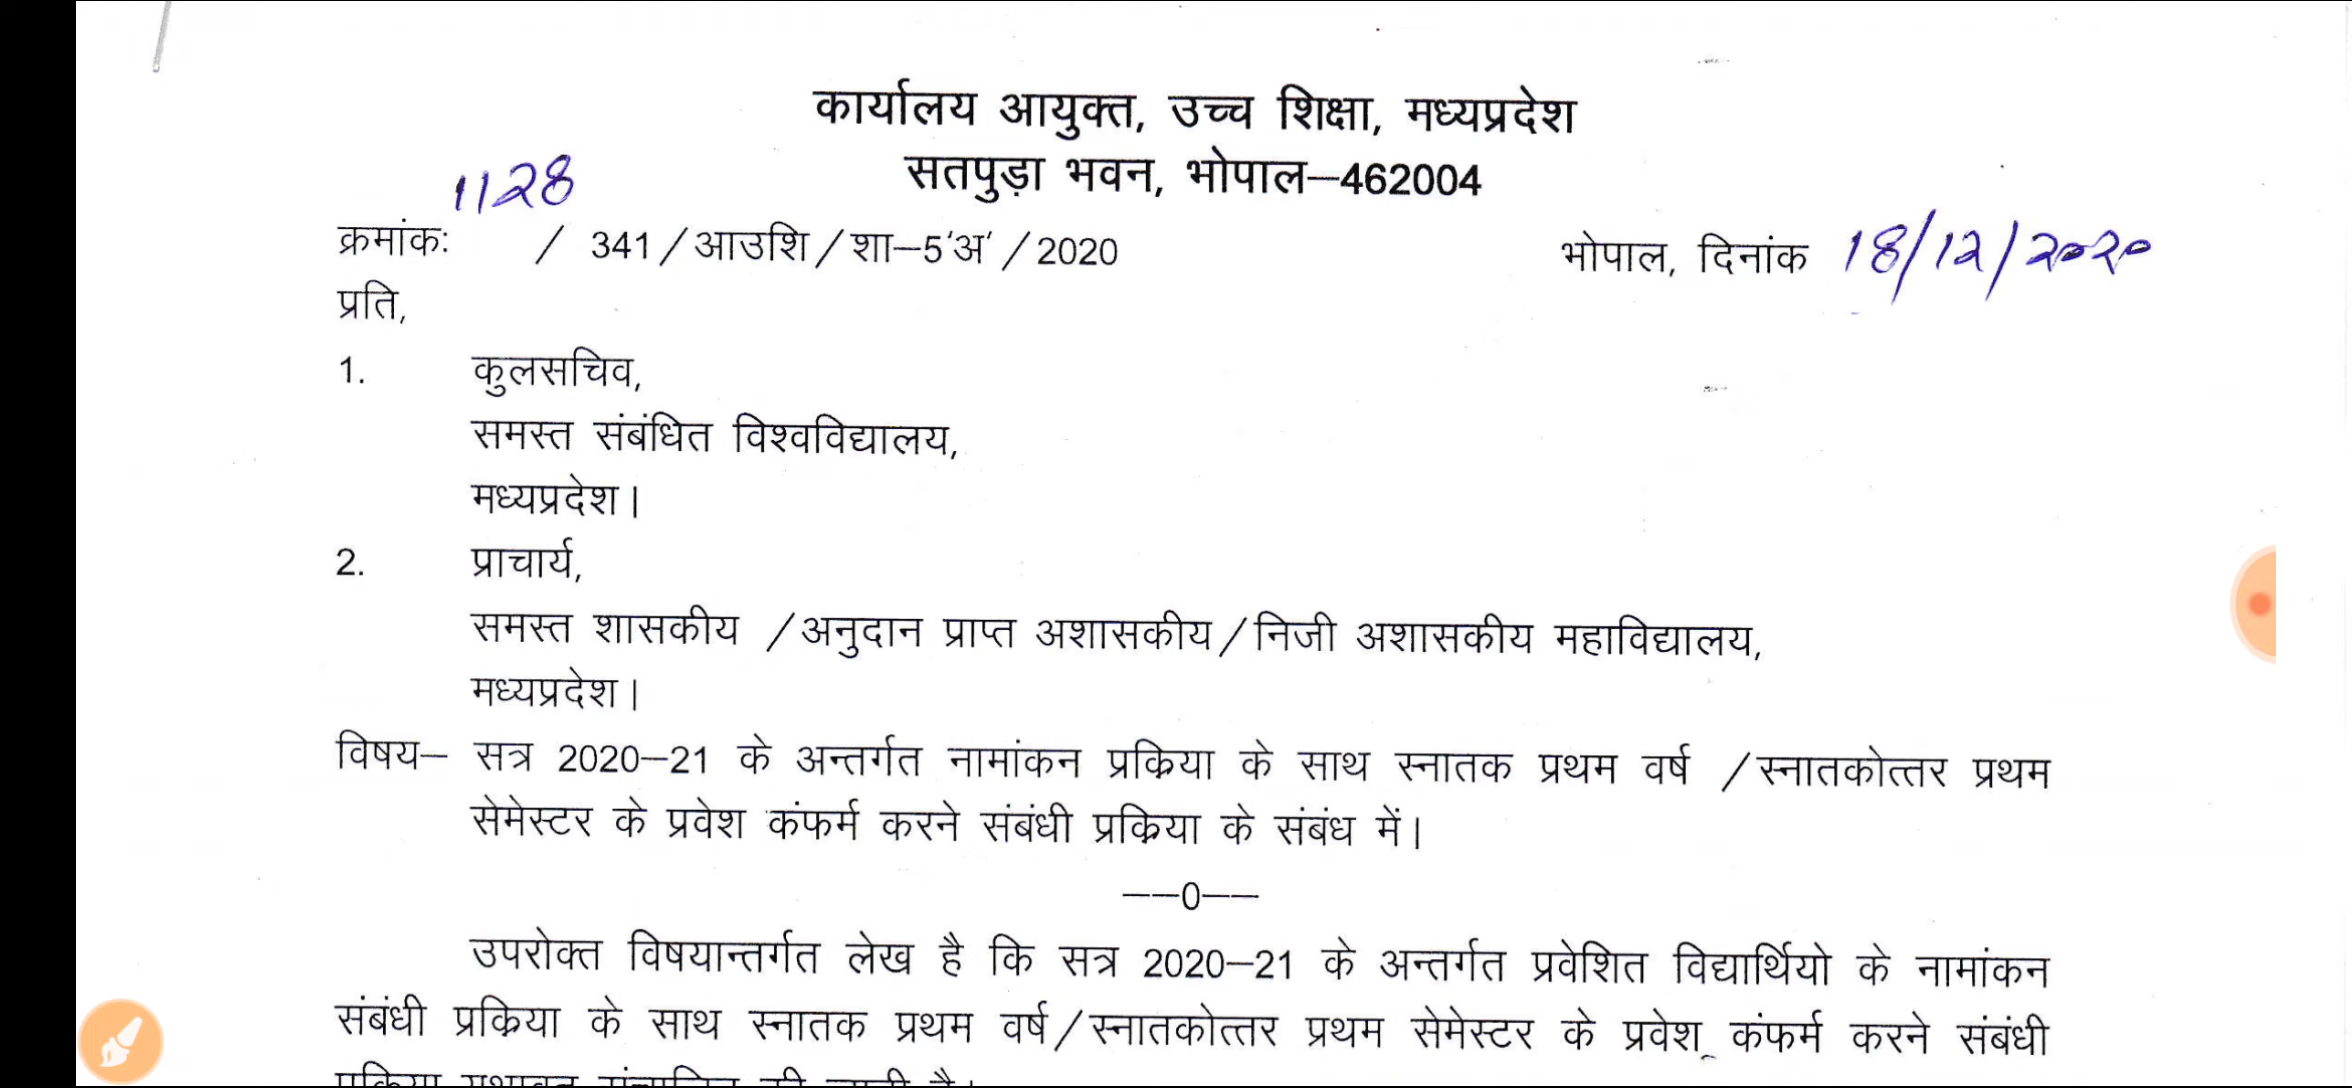 कार्यालय आयुक्त, उच्च शिक्षा, मध्यप्रदेश
सतपुड़ा भवन, भोपाल–462004
1128
क्रमांक: / 341 / आउशि / शा–5'अ' / 2020 भोपाल, दिनांक 18/12/2020
प्रति,
1. कुलसचिव,
समस्त संबंधित विश्वविद्यालय,
मध्यप्रदेश।
2. प्राचार्य,
समस्त शासकीय / अनुदान प्राप्त अशासकीय / निजी अशासकीय महाविद्यालय,
मध्यप्रदेश।
विषय– सत्र 2020–21 के अन्तर्गत नामांकन प्रक्रिया के साथ स्नातक प्रथम वर्ष / स्नातकोत्तर प्रथम
सेमेस्टर के प्रवेश कंफर्म करने संबंधी प्रक्रिया के संबंध में।
––0––
उपरोक्त विषयान्तर्गत लेख है कि सत्र 2020–21 के अन्तर्गत प्रवेशित विद्यार्थियो के नामांकन
संबंधी प्रक्रिया के साथ स्नातक प्रथम वर्ष / स्नातकोत्तर प्रथम सेमेस्टर के प्रवेश कंफर्म करने संबंधी